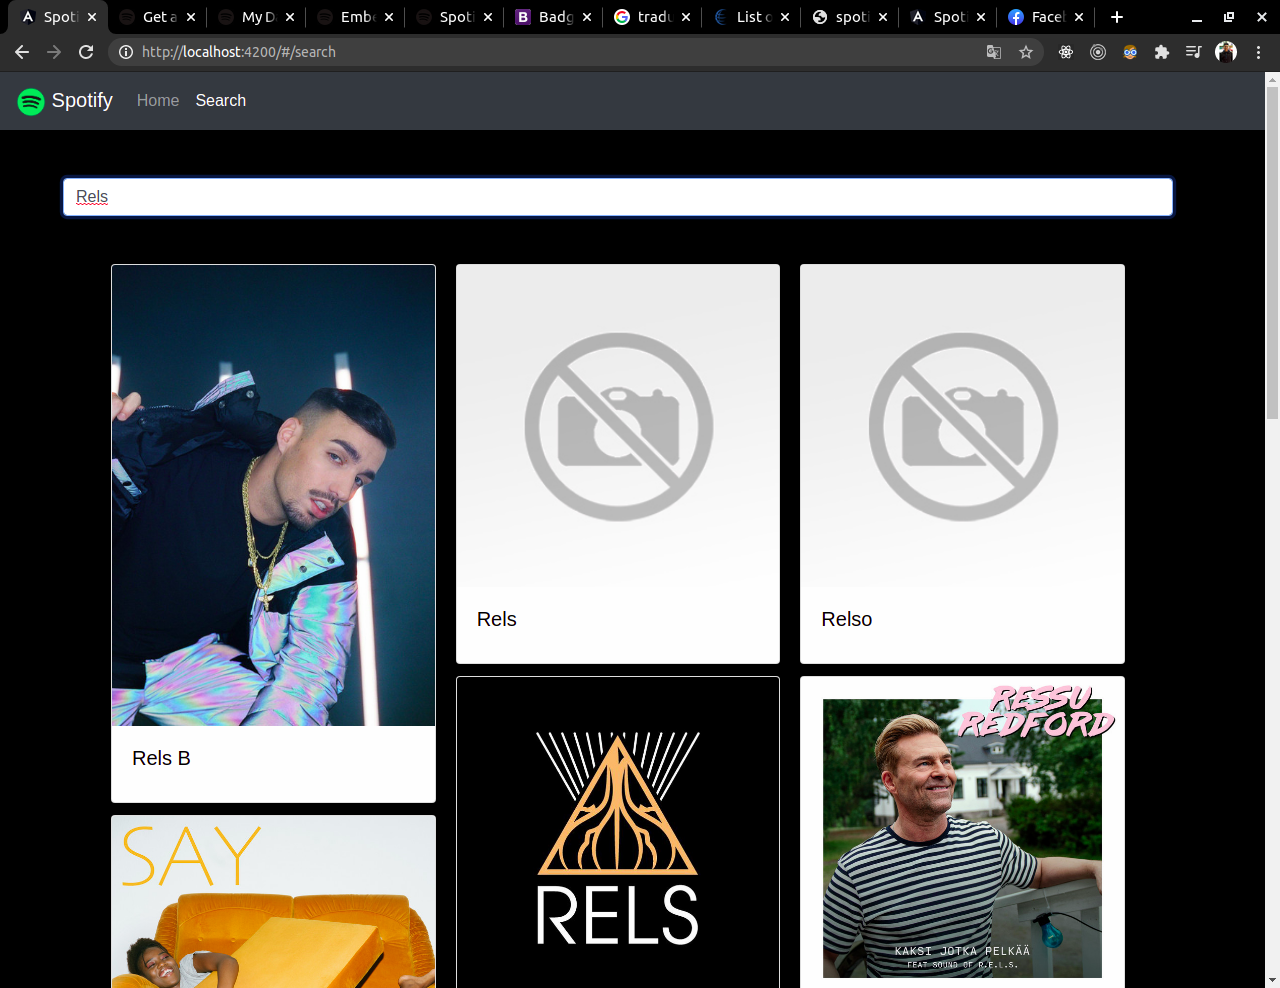 Spoti
Get a
My D
Embe
Spoti
Badg
tradu
List o
spoti
Spoti
Facel
http://localhost:4200/#/search
Spotify
Home
Search
Rels
Rels B
Rels
Relso
SAY
RELS
RESSU
REDFORD
KAKSI JOTKA PELKÄÄ
FEAT SOUND OF R.E.L.S.